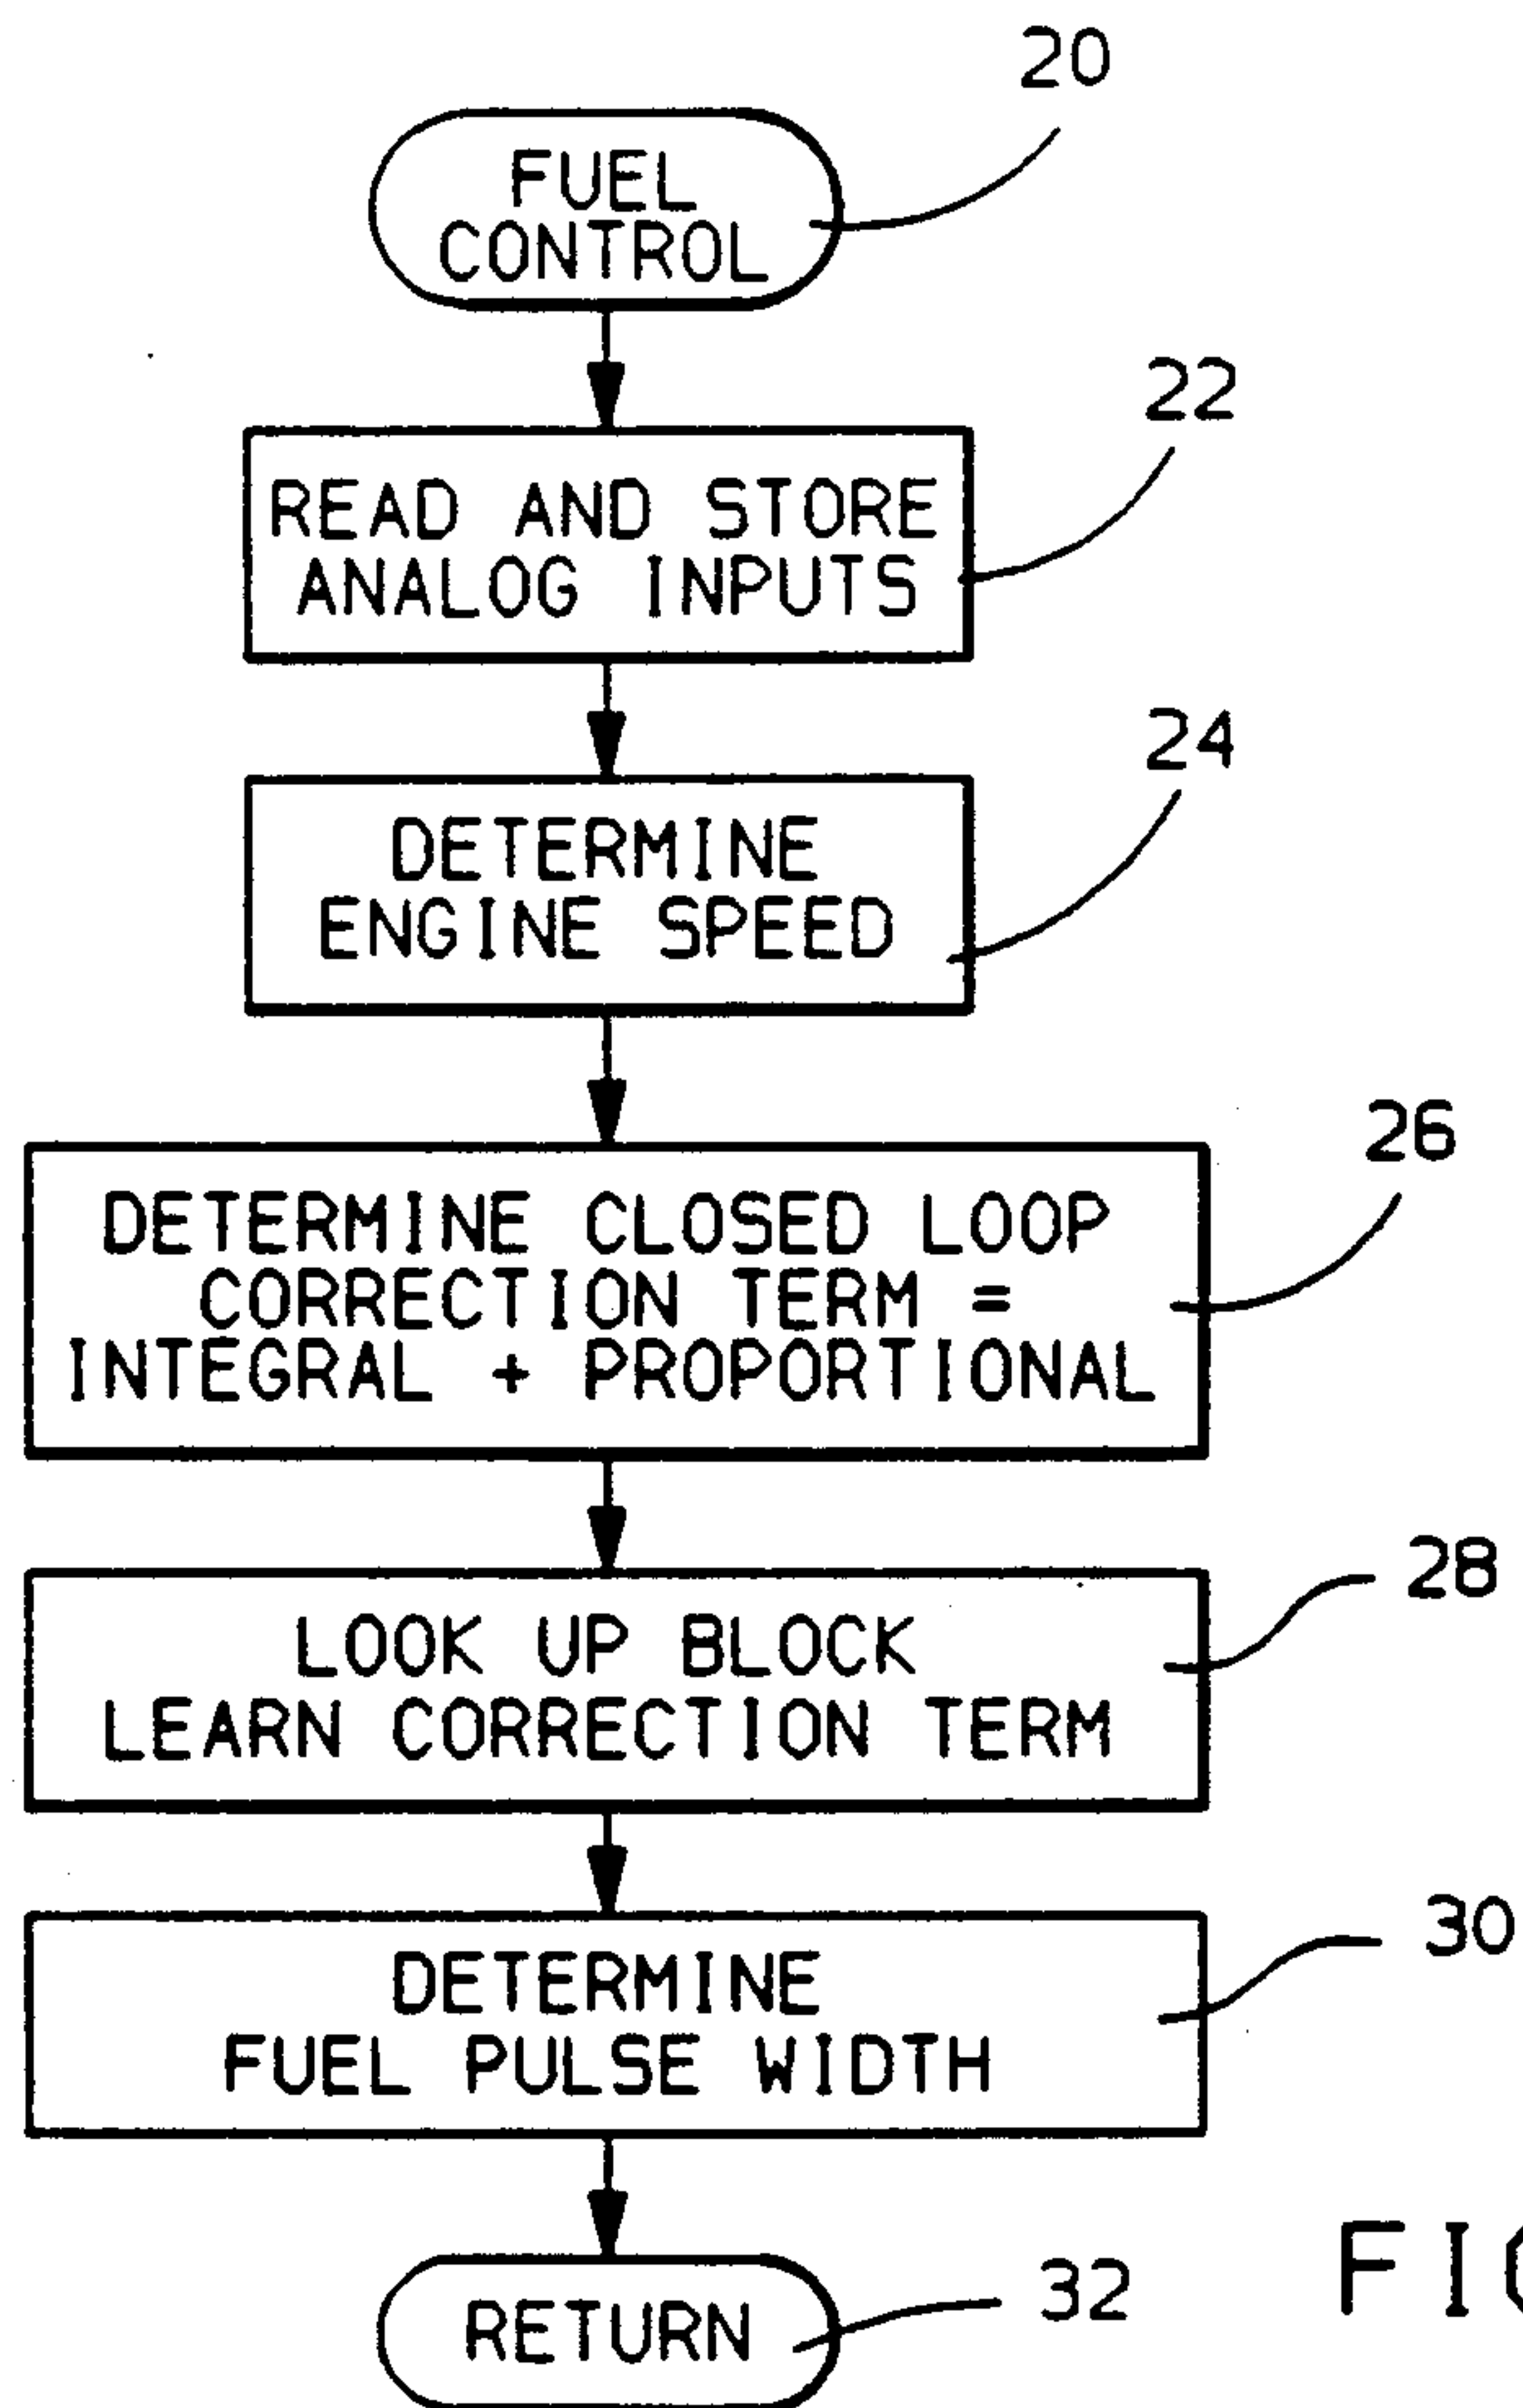 20
FUEL
CONTROL
22
READ AND STORE
ANALOG INPUTS
24
DETERMINE
ENGINE SPEED
26
DETERMINE CLOSED LOOP
CORRECTION TERM =
INTEGRAL + PROPORTIONAL
28
LOOK UP BLOCK
LEARN CORRECTION TERM
30
DETERMINE
FUEL PULSE WIDTH
32
RETURN